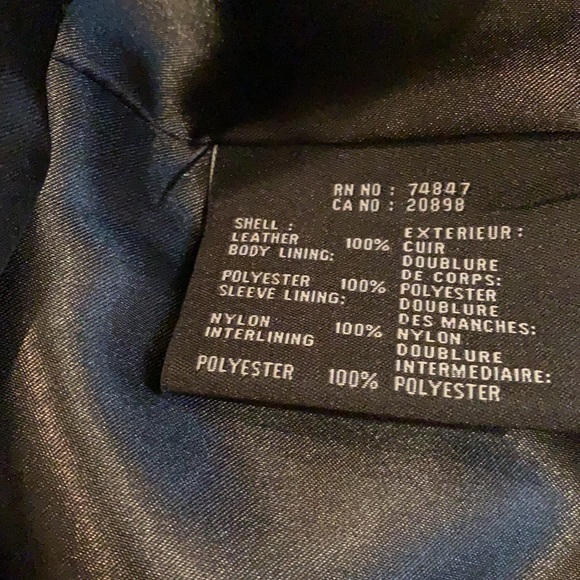 RN NO : 74847
CA NO : 20898
SHELL :
LEATHER 100%
BODY LINING:
POLYESTER 100%
SLEEVE LINING:
NYLON 100%
INTERLINING
POLYESTER 100%
EXTERIEUR :
CUIR
DOUBLURE
DE CORPS:
POLYESTER
DOUBLURE
DES MANCHES:
NYLON
DOUBLURE
INTERMEDIAIRE:
POLYESTER